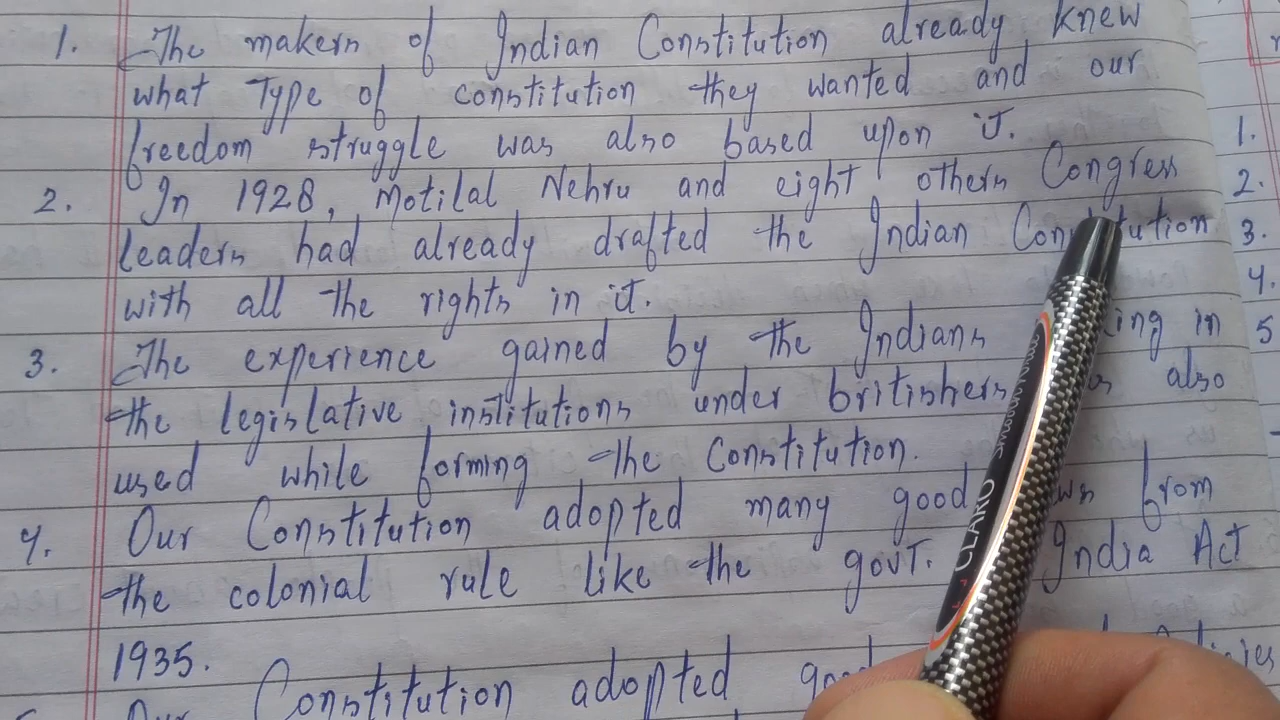 1. The makers of Indian Constitution already knew
what Type of constitution they wanted and our
freedom struggle was also based upon it.
2. In 1928, Motilal Nehru and eight others Congress
leaders had already drafted the Indian Constitution
with all the rights in it.
3. The experience gained by the Indians in
the legislative institutions under britishers also
used while forming the Constitution.
4. Our Constitution adopted many good from
the colonial rule like the govT. India Act
1935.
Our Constitution adopted
1.
2.
3.
4.
5
CLARO